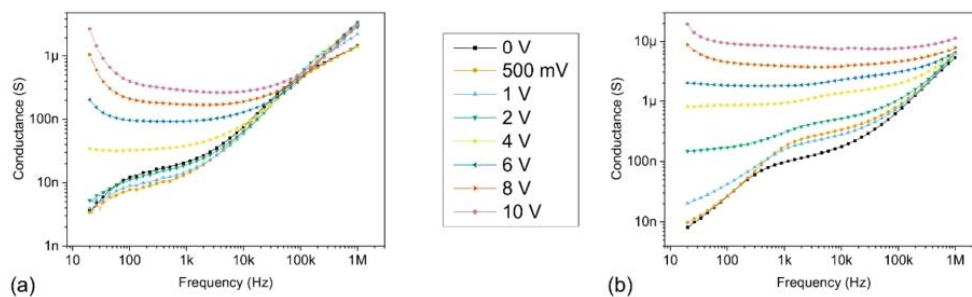 1µ
100n
10n
1n
Conductance (S)
10
100
1k
10k
100k
1M
Frequency (Hz)
(a)
0 V
500 mV
1 V
2 V
4 V
6 V
8 V
10 V
10µ
1µ
100n
10n
Conductance (S)
10
100
1k
10k
100k
1M
Frequency (Hz)
(b)